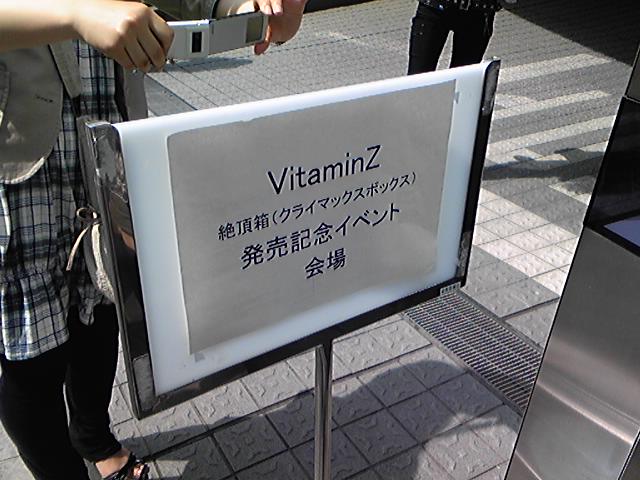 VitaminZ
絶頂箱(クライマックスボックス)
発売記念イベント
会場